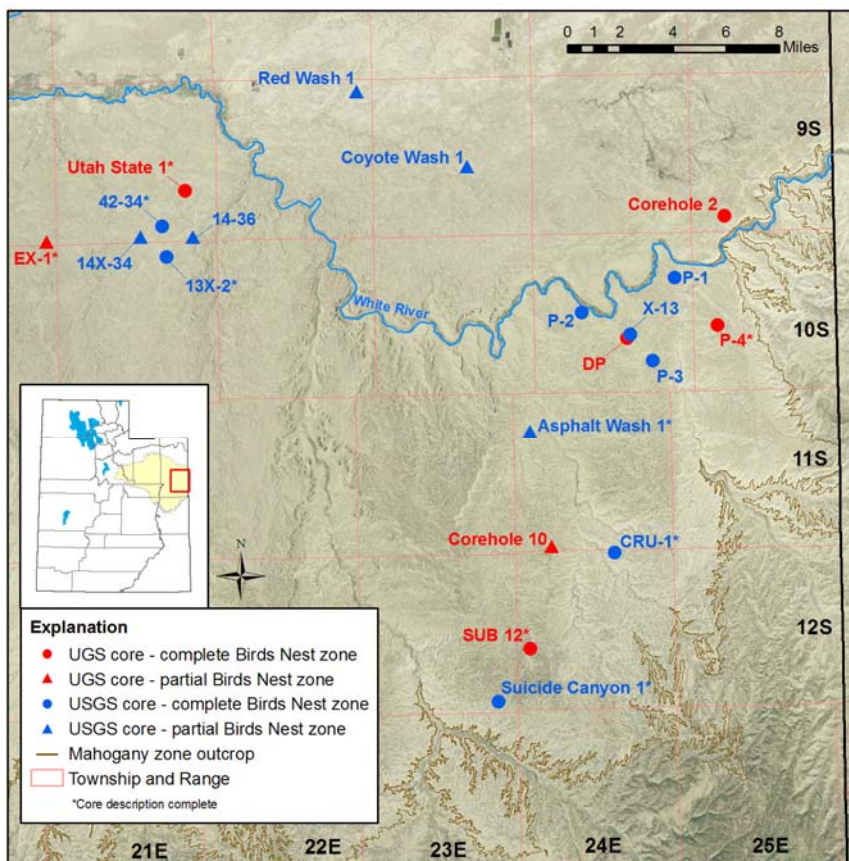 0 1 2 4 6 8
Miles
Red Wash 1
9S
Coyote Wash 1
Utah State 1*
42-34*
14-36
Corehole 2
EX-1*
14X-34
13X-2*
P-1
White River
X-13
P-2
10S
P-4*
DP
P-3
Asphalt Wash 1*
11S
Corehole 10
CRU-1*
N
12S
SUB 12*
Suicide Canyon 1*
Explanation
UGS core - complete Birds Nest zone
UGS core - partial Birds Nest zone
USGS core - complete Birds Nest zone
USGS core - partial Birds Nest zone
Mahogany zone outcrop
Township and Range
*Core description complete
21E 22E 23E 24E 25E